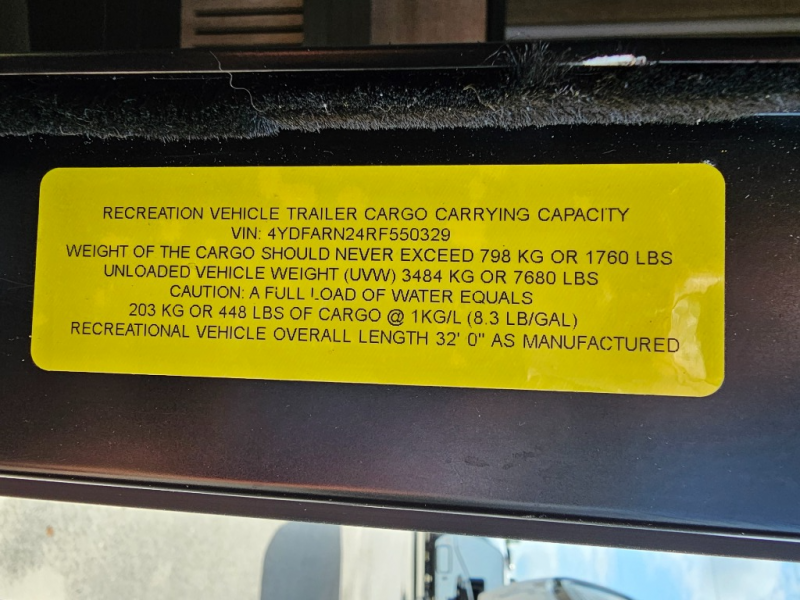 RECREATION VEHICLE TRAILER CARGO CARRYING CAPACITY
VIN: 4YDFARN24RF550329
WEIGHT OF THE CARGO SHOULD NEVER EXCEED 798 KG OR 1760 LBS
UNLOADED VEHICLE WEIGHT (UVW) 3484 KG OR 7680 LBS
CAUTION: A FULL LOAD OF WATER EQUALS
203 KG OR 448 LBS OF CARGO @ 1KG/L (8.3 LB/GAL)
RECREATIONAL VEHICLE OVERALL LENGTH 32' 0" AS MANUFACTURED